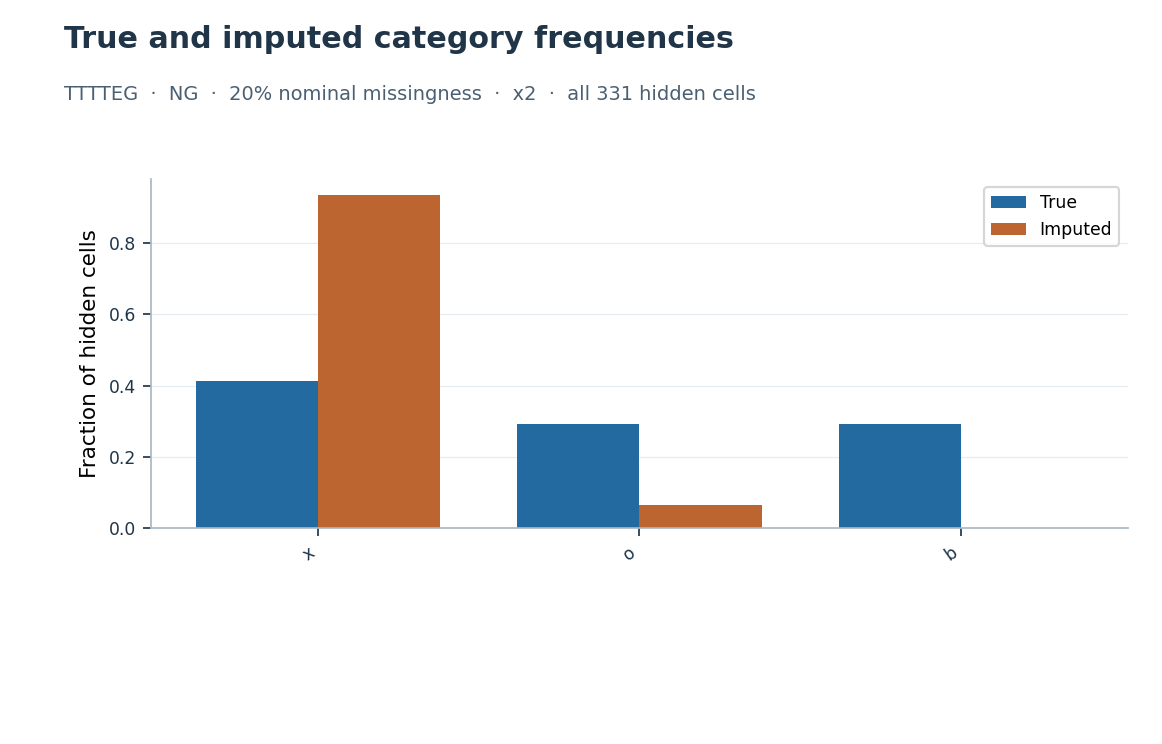 True and imputed category frequencies
TTTTEG · NG · 20% nominal missingness · x2 · all 331 hidden cells
True
Imputed
Fraction of hidden cells
0.8
0.6
0.4
0.2
0.0
x
o
b